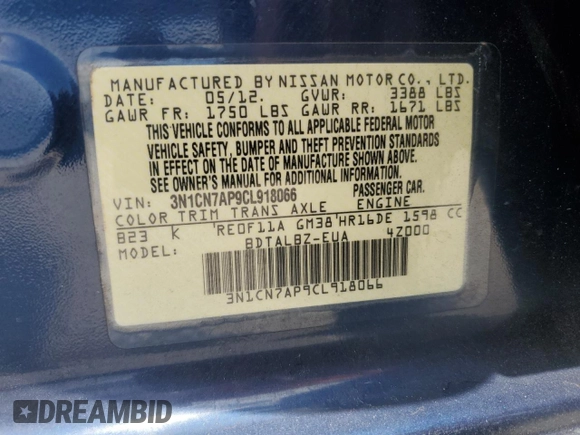 MANUFACTURED BY NISSAN MOTOR CO., LTD.
DATE: 05/12. GVWR: 3388 LBS
GAWR FR: 1750 LBS GAWR RR: 1671 LBS
THIS VEHICLE CONFORMS TO ALL APPLICABLE FEDERAL MOTOR
VEHICLE SAFETY, BUMPER AND THEFT PREVENTION STANDARDS
IN EFFECT ON THE DATE OF MANUFACTURE SHOWN ABOVE.
SEE OWNER'S MANUAL FOR ADDITIONAL INFORMATION.
VIN: 3N1CN7AP9CL918066 PASSENGER CAR.
COLOR TRIM TRANS AXLE ENGINE
B23 K 'RE0F11A GM38'HR16DE 1598 CC
MODEL: BDTALBZ-EUA 4Z000
3N1CN7AP9CL918066
DREAMBID